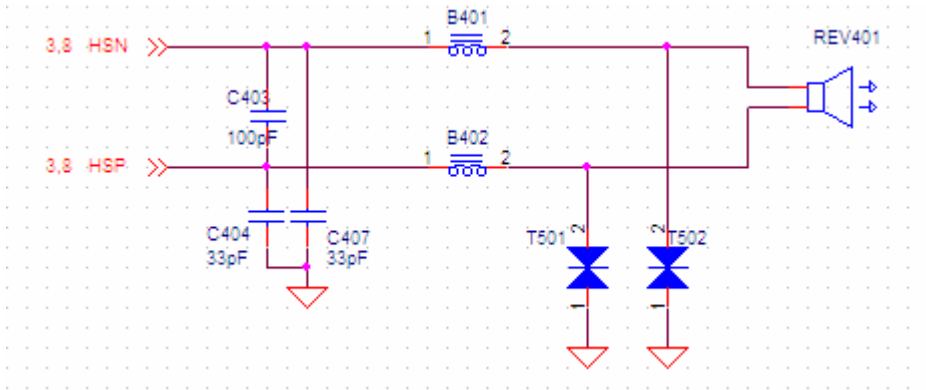 B401
3,8 HSN
1
2
REV401
C403
100pF
B402
3,8 HSP
1
2
C404
33pF
C407
33pF
T501
2
1
T502
2
1